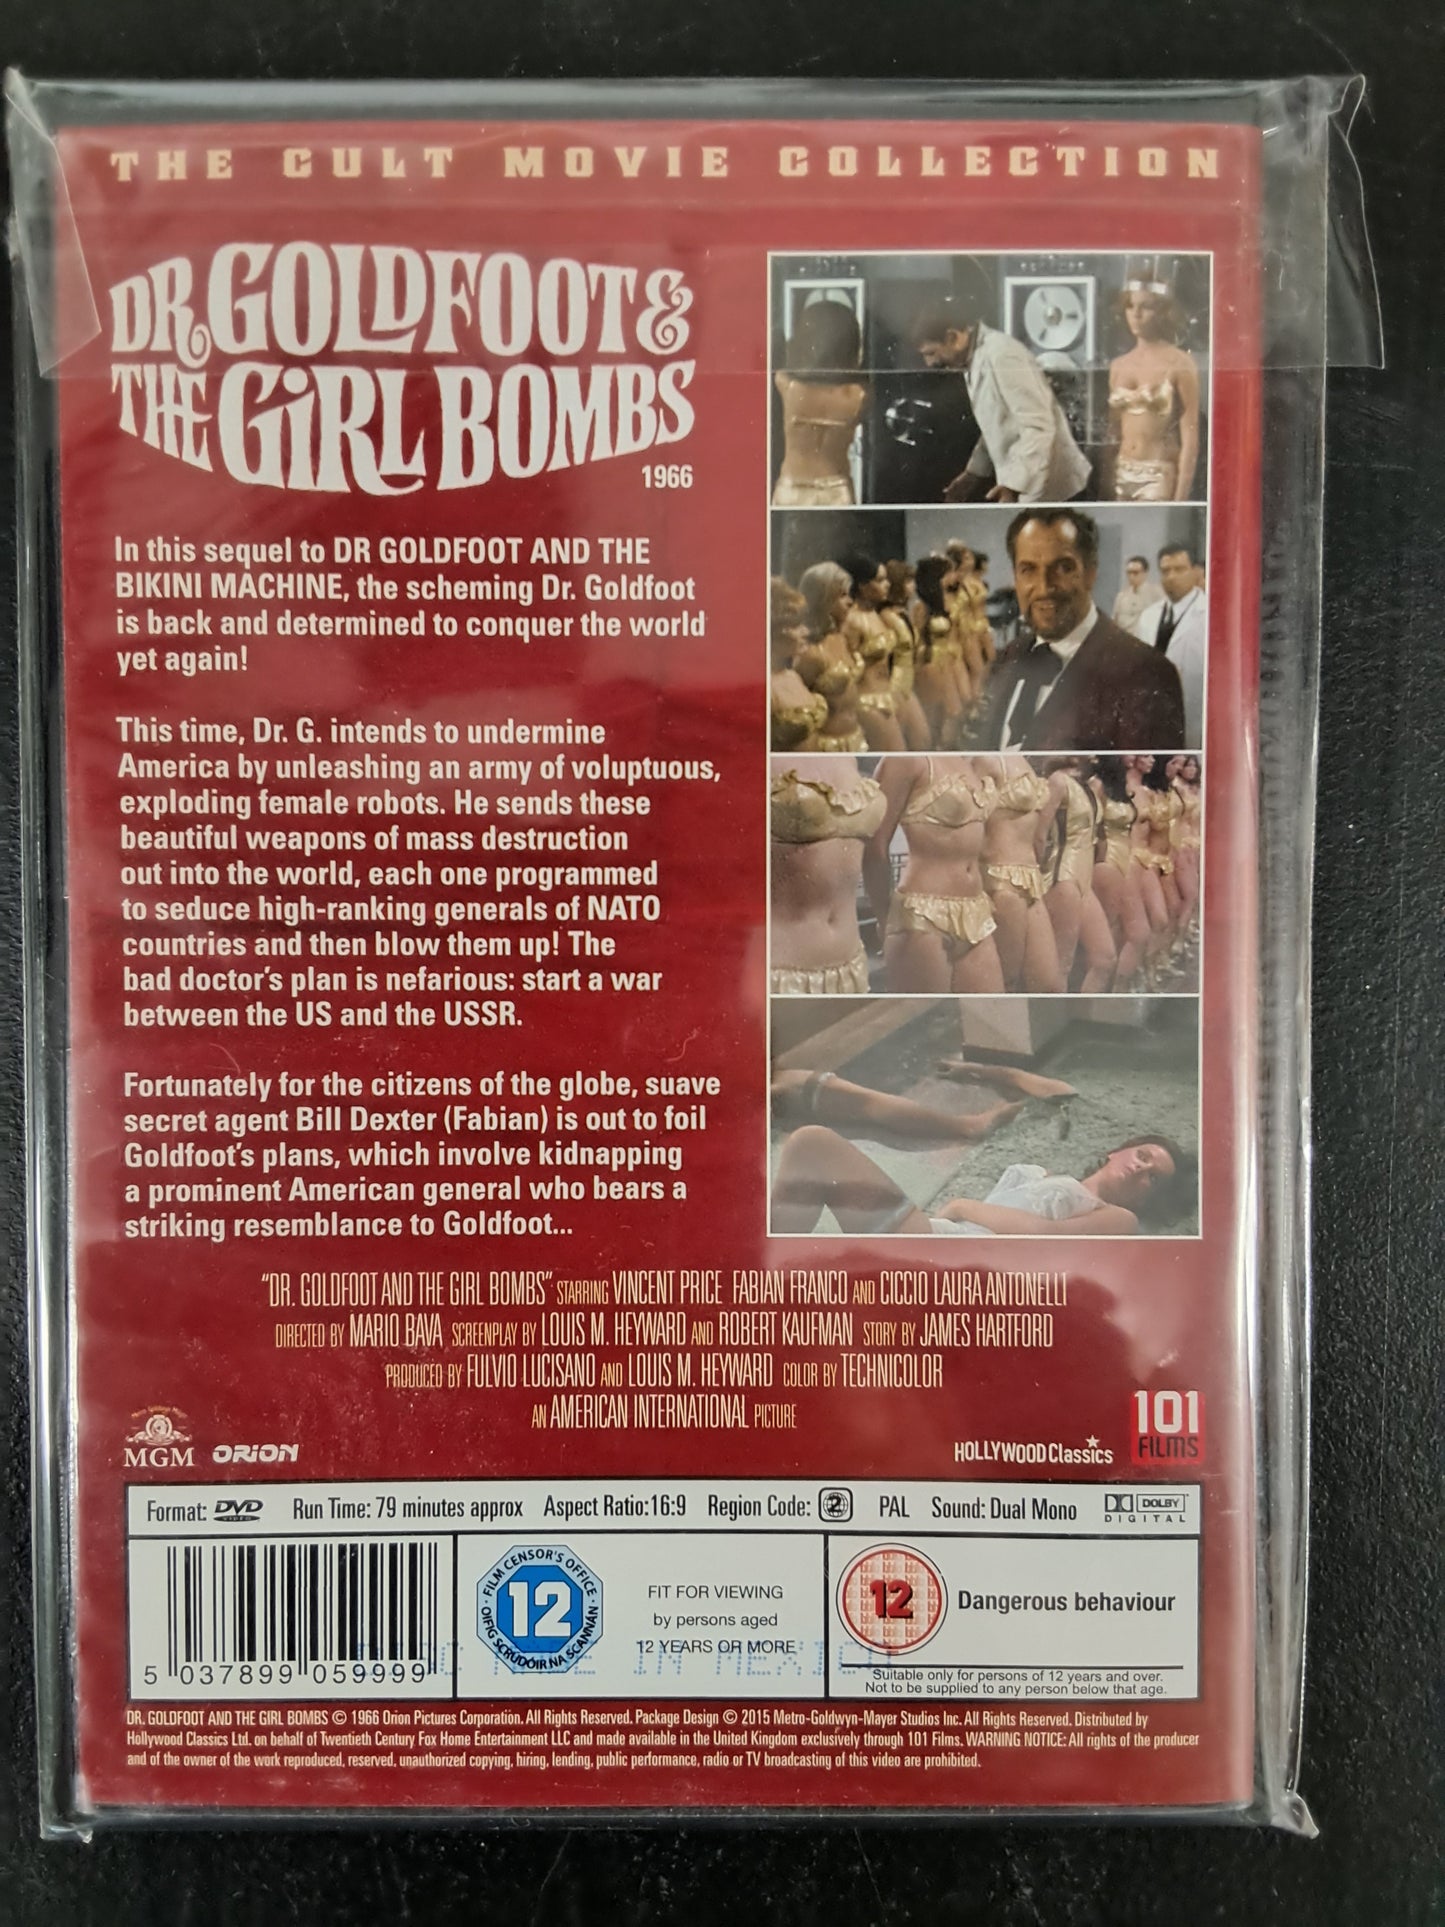 THE CULT MOVIE COLLECTION
DR. GOLDFOOT &
THE GiRL BOMBS
1966
In this sequel to DR GOLDFOOT AND THE
BIKINI MACHINE, the scheming Dr. Goldfoot
is back and determined to conquer the world
yet again!
This time, Dr. G. intends to undermine
America by unleashing an army of voluptuous,
exploding female robots. He sends these
beautiful weapons of mass destruction
out into the world, each one programmed
to seduce high-ranking generals of NATO
countries and then blow them up! The
bad doctor's plan is nefarious: start a war
between the US and the USSR.
Fortunately for the citizens of the globe, suave
secret agent Bill Dexter (Fabian) is out to foil
Goldfoot's plans, which involve kidnapping
a prominent American general who bears a
striking resemblance to Goldfoot...
"DR. GOLDFOOT AND THE GIRL BOMBS" STARRING VINCENT PRICE FABIAN FRANCO AND CICCIO LAURA ANTONELLI
DIRECTED BY MARIO BAVA SCREENPLAY BY LOUIS M. HEYWARD AND ROBERT KAUFMAN STORY BY JAMES HARTFORD
PRODUCED BY FULVIO LUCISANO AND LOUIS M. HEYWARD COLOR BY TECHNICOLOR
AN AMERICAN INTERNATIONAL PICTURE
MGM ORION HOLLYWOOD Classics 101 FILMS
Format: DVD VIDEO Run Time: 79 minutes approx Aspect Ratio:16:9 Region Code: 2 PAL Sound: Dual Mono DOLBY DIGITAL
5 037899 059999
FILM CENSOR'S OFFICE · OIFIG SCRÚDÓIR NA SCANNÁN ·
12
FIT FOR VIEWING
by persons aged
12 YEARS OR MORE
DISC MADE IN MEXICO
12 Dangerous behaviour
Suitable only for persons of 12 years and over.
Not to be supplied to any person below that age.
DR. GOLDFOOT AND THE GIRL BOMBS © 1966 Orion Pictures Corporation. All Rights Reserved. Package Design © 2015 Metro-Goldwyn-Mayer Studios Inc. All Rights Reserved. Distributed by
Hollywood Classics Ltd. on behalf of Twentieth Century Fox Home Entertainment LLC and made available in the United Kingdom exclusively through 101 Films. WARNING NOTICE: All rights of the producer
and of the owner of the work reproduced, reserved, unauthorized copying, hiring, lending, public performance, radio or TV broadcasting of this video are prohibited.